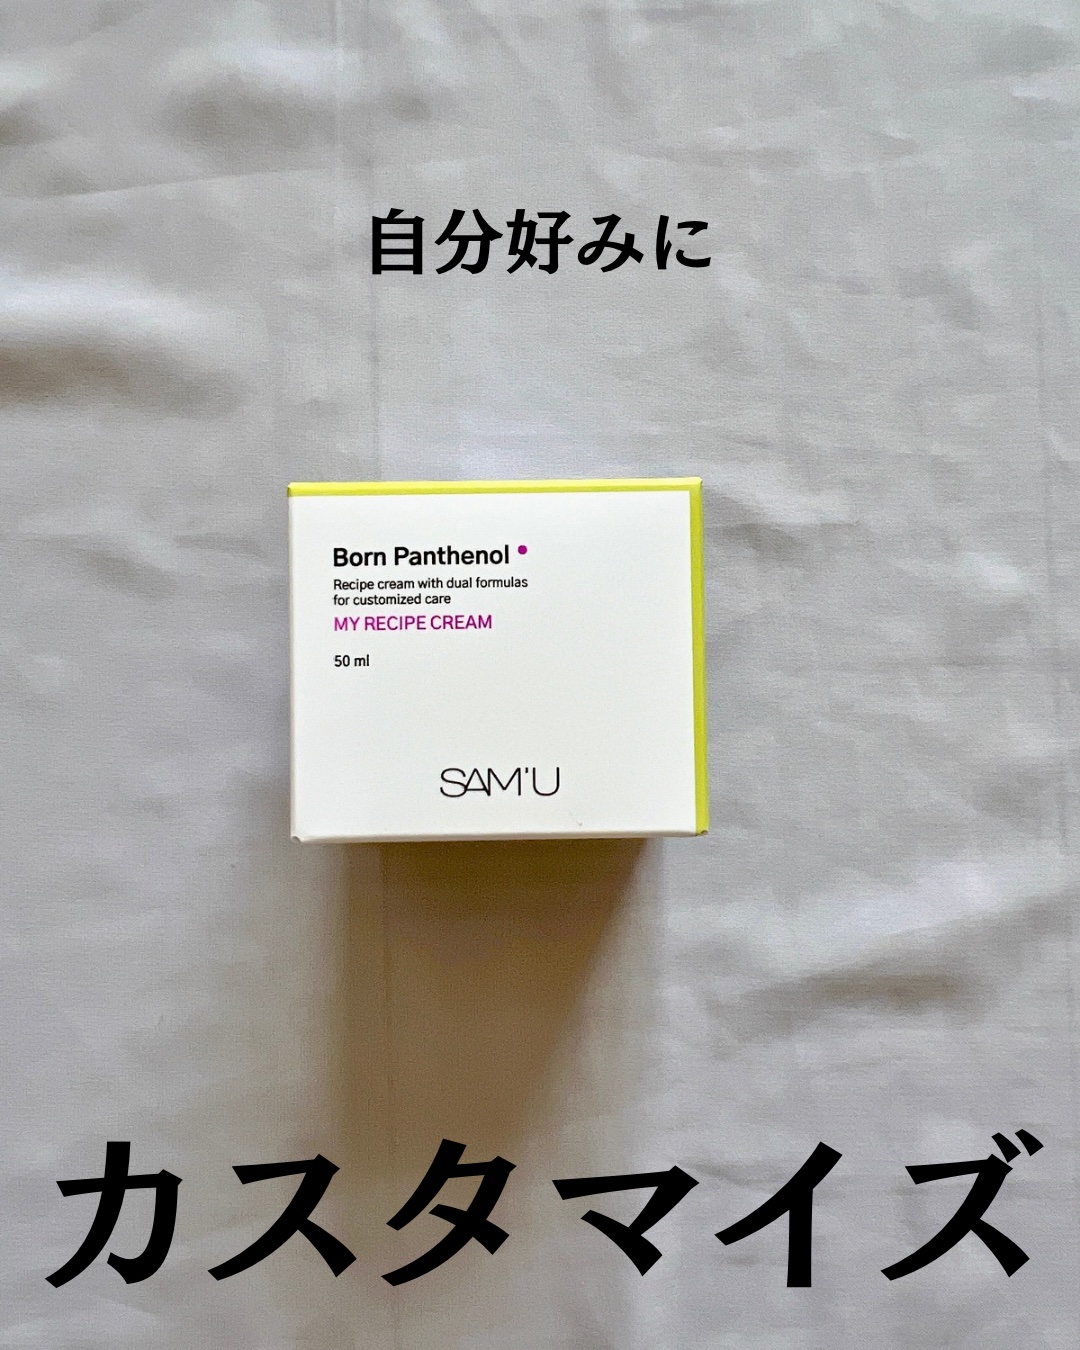 自分好みに
Born Panthenol
Recipe cream with dual formulas
for customized care
MY RECIPE CREAM
50 ml
SAM'U
カスタマイズ